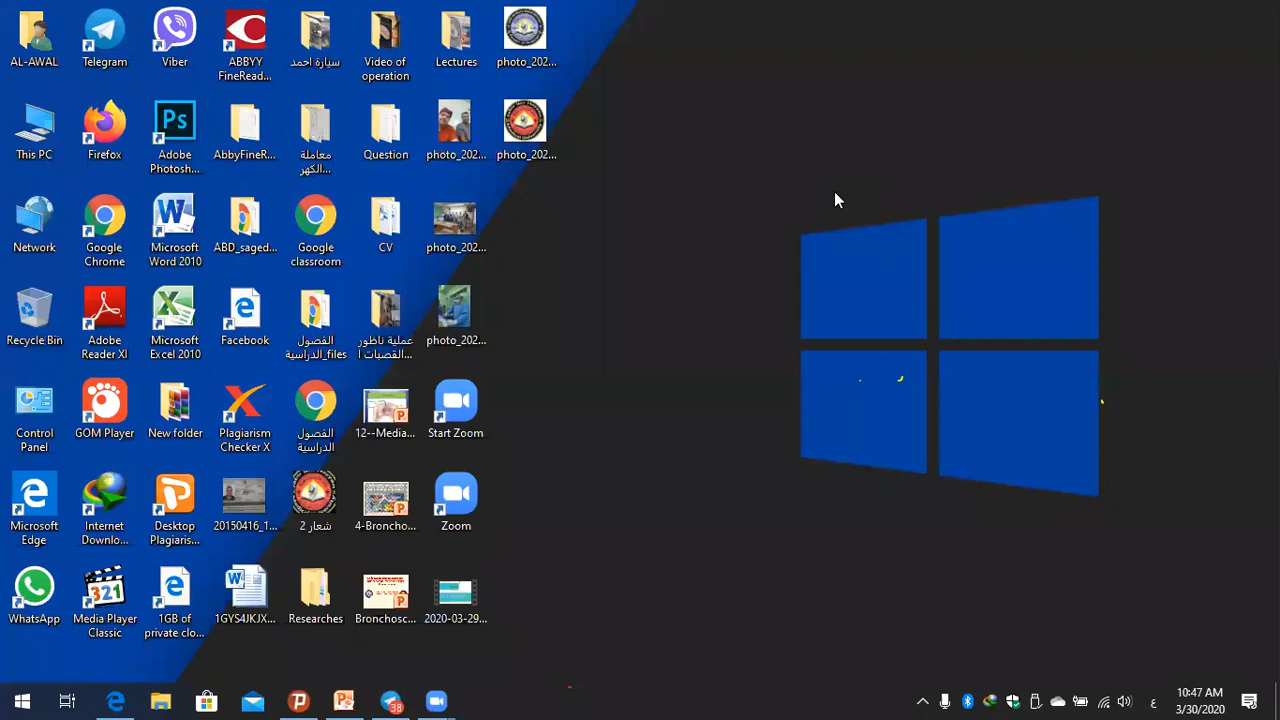 AL-AWAL
Telegram
Viber
ABBYY
FineRead...
سيارة احمد
Video of
operation
Lectures
photo_202...
This PC
Firefox
Ps
Adobe
Photosh...
AbbyFineR...
معاملة
الكهر...
Question
photo_202...
photo_202...
Network
Google
Chrome
W
Microsoft
Word 2010
ABD_saged...
Google
classroom
CV
photo_202...
Recycle Bin
Adobe
Reader XI
Microsoft
Excel 2010
Facebook
الفصول
الدراسية_files
عملية ناظور
القصبات ا...
photo_202...
Control
Panel
GOM Player
New folder
Plagiarism
Checker X
الفصول
الدراسية
12--Media...
Start Zoom
Microsoft
Edge
Internet
Downlo...
Desktop
Plagiaris...
20150416_1...
شعار 2
4-Broncho...
Zoom
WhatsApp
321
Media Player
Classic
1GB of
private clo...
1GYS4JKJX...
Researches
Bronchosc...
2020-03-29...
38
ع
10:47 AM
3/30/2020